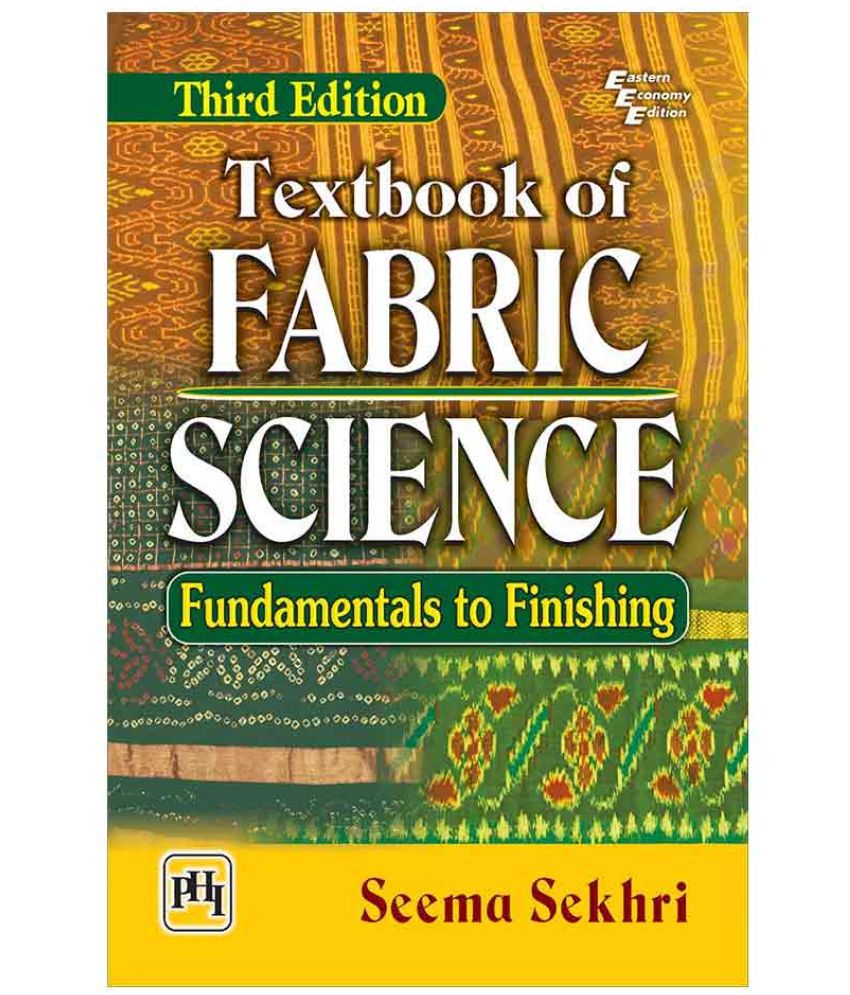 Third Edition
Eastern
Economy
Edition
Textbook of
FABRIC
SCIENCE
Fundamentals to Finishing
PHI
Seema Sekhri